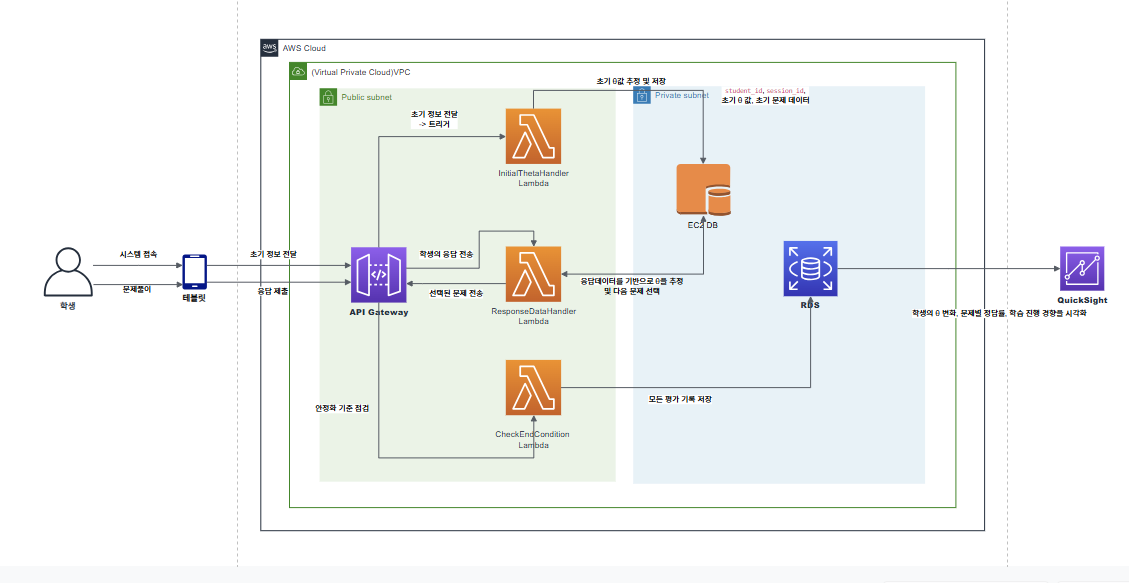 aws
AWS Cloud
(Virtual Private Cloud)VPC
Public subnet
초기 θ값 추정 및 저장
Private subnet
student_id, session_id,
초기 θ 값, 초기 문제 데이터
초기 정보 전달
-> 트리거
InitialThetaHandler
Lambda
EC2 DB
시스템 접속
문제풀이
학생
테블릿
초기 정보 전달
응답 제출
API Gateway
학생의 응답 전송
선택된 문제 전송
ResponseDataHandler
Lambda
응답데이터를 기반으로 θ을 추정
및 다음 문제 선택
RDS
QuickSight
학생의 θ 변화, 문제별 정답률, 학습 진행 경향을 시각화
안정화 기준 점검
모든 평가 기록 저장
CheckEndCondition
Lambda